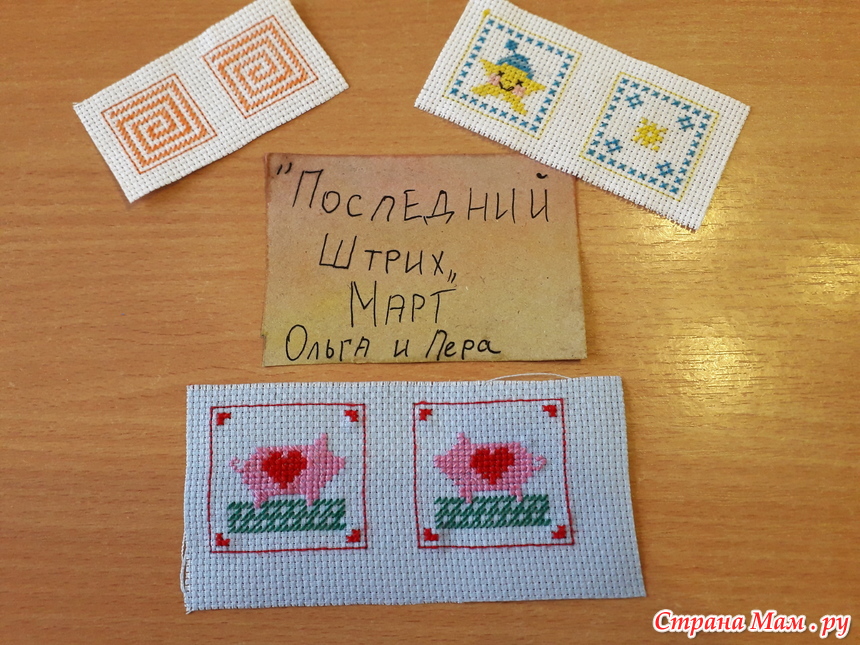 "Последний
Штрих„
Март
Ольга и Лера
Страна Мам.ру